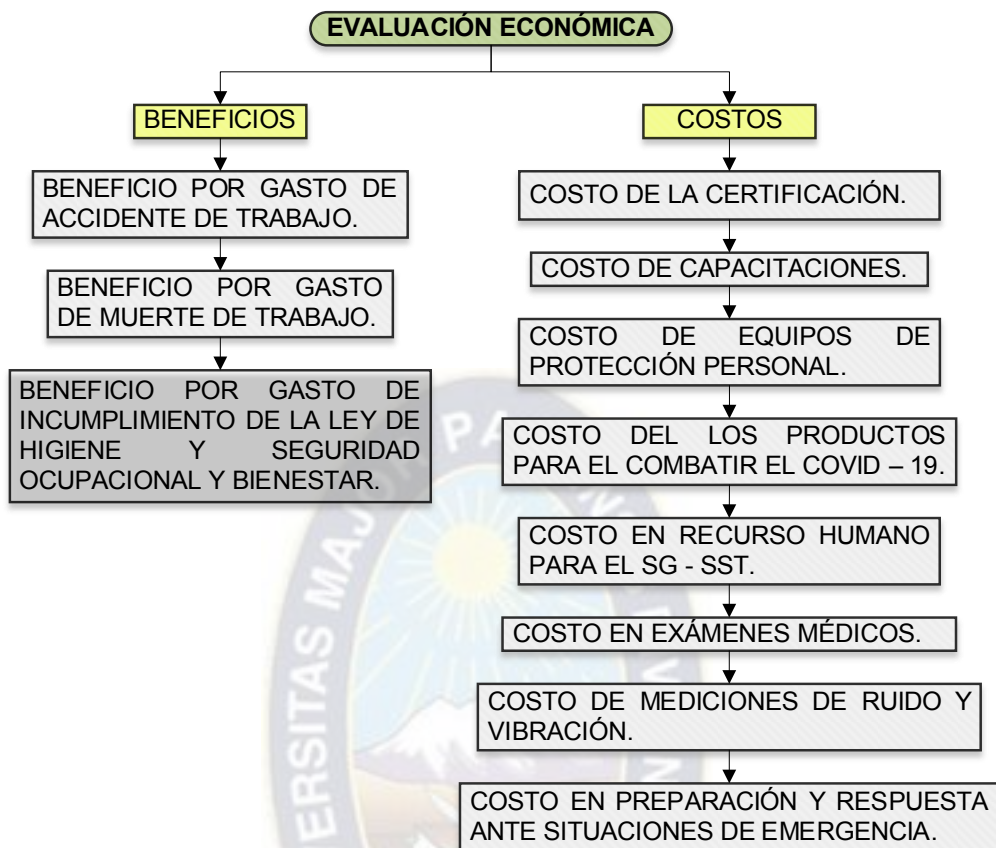 EVALUACIÓN ECONÓMICA
BENEFICIOS
BENEFICIO POR GASTO DE
ACCIDENTE DE TRABAJO.
BENEFICIO POR GASTO
DE MUERTE DE TRABAJO.
BENEFICIO POR GASTO DE
INCUMPLIMIENTO DE LA LEY DE
HIGIENE Y SEGURIDAD
OCUPACIONAL Y BIENESTAR.
COSTOS
COSTO DE LA CERTIFICACIÓN.
COSTO DE CAPACITACIONES.
COSTO DE EQUIPOS DE
PROTECCIÓN PERSONAL.
COSTO DEL LOS PRODUCTOS
PARA EL COMBATIR EL COVID – 19.
COSTO EN RECURSO HUMANO
PARA EL SG - SST.
COSTO EN EXÁMENES MÉDICOS.
COSTO DE MEDICIONES DE RUIDO Y
VIBRACIÓN.
COSTO EN PREPARACIÓN Y RESPUESTA
ANTE SITUACIONES DE EMERGENCIA.